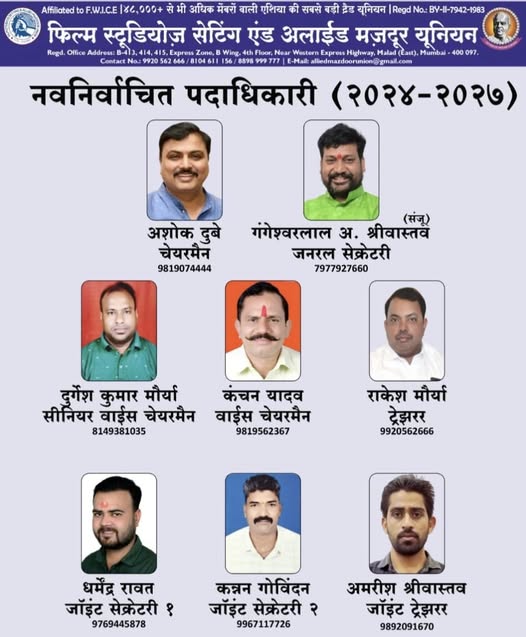 Affiliated to F.W.I.C.E | ४८,०००+ से भी अधिक मेंबरों वाली एशिया की सबसे बड़ी ट्रेड यूनियन | Regd No.: BV-II-7942-1983
फिल्म स्टूडियोज़ सेटिंग एंड अलाईड मज़दूर यूनियन
Regd. Office Address: B-413, 414, 415, Express Zone, B Wing, 4th Floor, Near Western Express Highway, Malad (East), Mumbai - 400 097.
Contact No.: 9920 562 666 / 8104 611 156 / 8898 999 777 | E-Mail: alliedmazdoorunion@gmail.com
नवनिर्वाचित पदाधिकारी (२०२४-२०२७)
अशोक दुबे
चेयरमैन
9819074444
(संजू)
गंगेश्वरलाल अ. श्रीवास्तव
जनरल सेक्रेटरी
7977927660
दुर्गेश कुमार मौर्या
सीनियर वाईस चेयरमैन
8149381035
कंचन यादव
वाईस चेयरमैन
9819562367
राकेश मौर्या
ट्रेझरर
9920562666
धर्मेंद्र रावत
जॉइंट सेक्रेटरी १
9769445878
कन्नन गोविंदन
जॉइंट सेक्रेटरी २
9967117726
अमरीश श्रीवास्तव
जॉइंट ट्रेझरर
9892091670